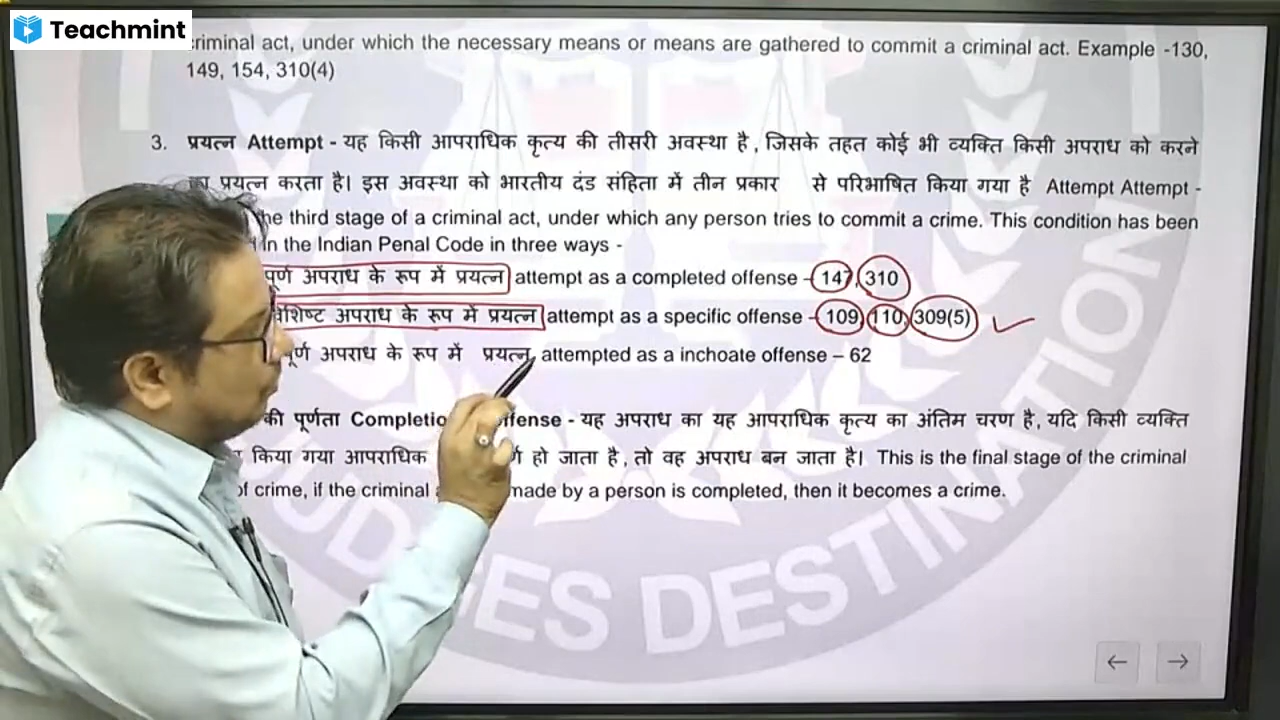 Teachmint
criminal act, under which the necessary means or means are gathered to commit a criminal act. Example -130,
149, 154, 310(4)
3. प्रयत्न Attempt - यह किसी आपराधिक कृत्य की तीसरी अवस्था है, जिसके तहत कोई भी व्यक्ति किसी अपराध को करने
का प्रयत्न करता है। इस अवस्था को भारतीय दंड संहिता में तीन प्रकार से परिभाषित किया गया है Attempt Attempt -
the third stage of a criminal act, under which any person tries to commit a crime. This condition has been
in the Indian Penal Code in three ways -
पूर्ण अपराध के रूप में प्रयत्न attempt as a completed offense - 147, 310
विशिष्ट अपराध के रूप में प्रयत्न attempt as a specific offense - 109, 110, 309(5)
पूर्ण अपराध के रूप में प्रयत्न attempted as a inchoate offense – 62
की पूर्णता Completio ffense - यह अपराध का यह आपराधिक कृत्य का अंतिम चरण है, यदि किसी व्यक्ति
किया गया आपराधिक हो जाता है, तो वह अपराध बन जाता है। This is the final stage of the criminal
of crime, if the criminal made by a person is completed, then it becomes a crime.
JUDGES DESTINATION